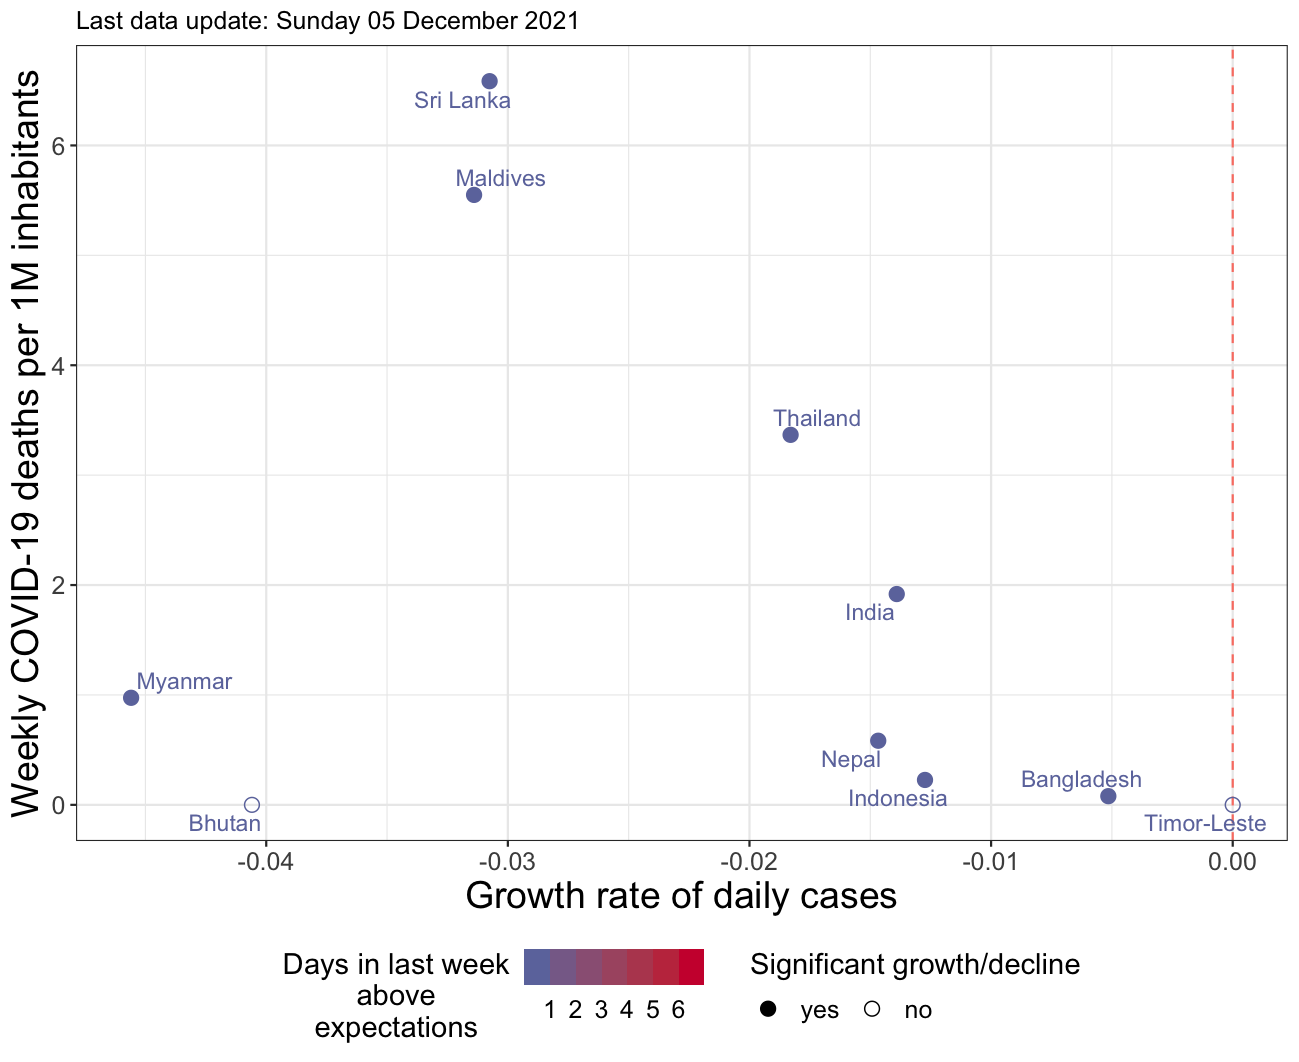 Last data update: Sunday 05 December 2021
Weekly COVID-19 deaths per 1M inhabitants
6
4
2
0
Sri Lanka
Maldives
Thailand
India
Myanmar
Nepal
Indonesia
Bangladesh
Bhutan
Timor-Leste
-0.04 -0.03 -0.02 -0.01 0.00
Growth rate of daily cases
Days in last week
above
expectations
1 2 3 4 5 6
Significant growth/decline
yes no